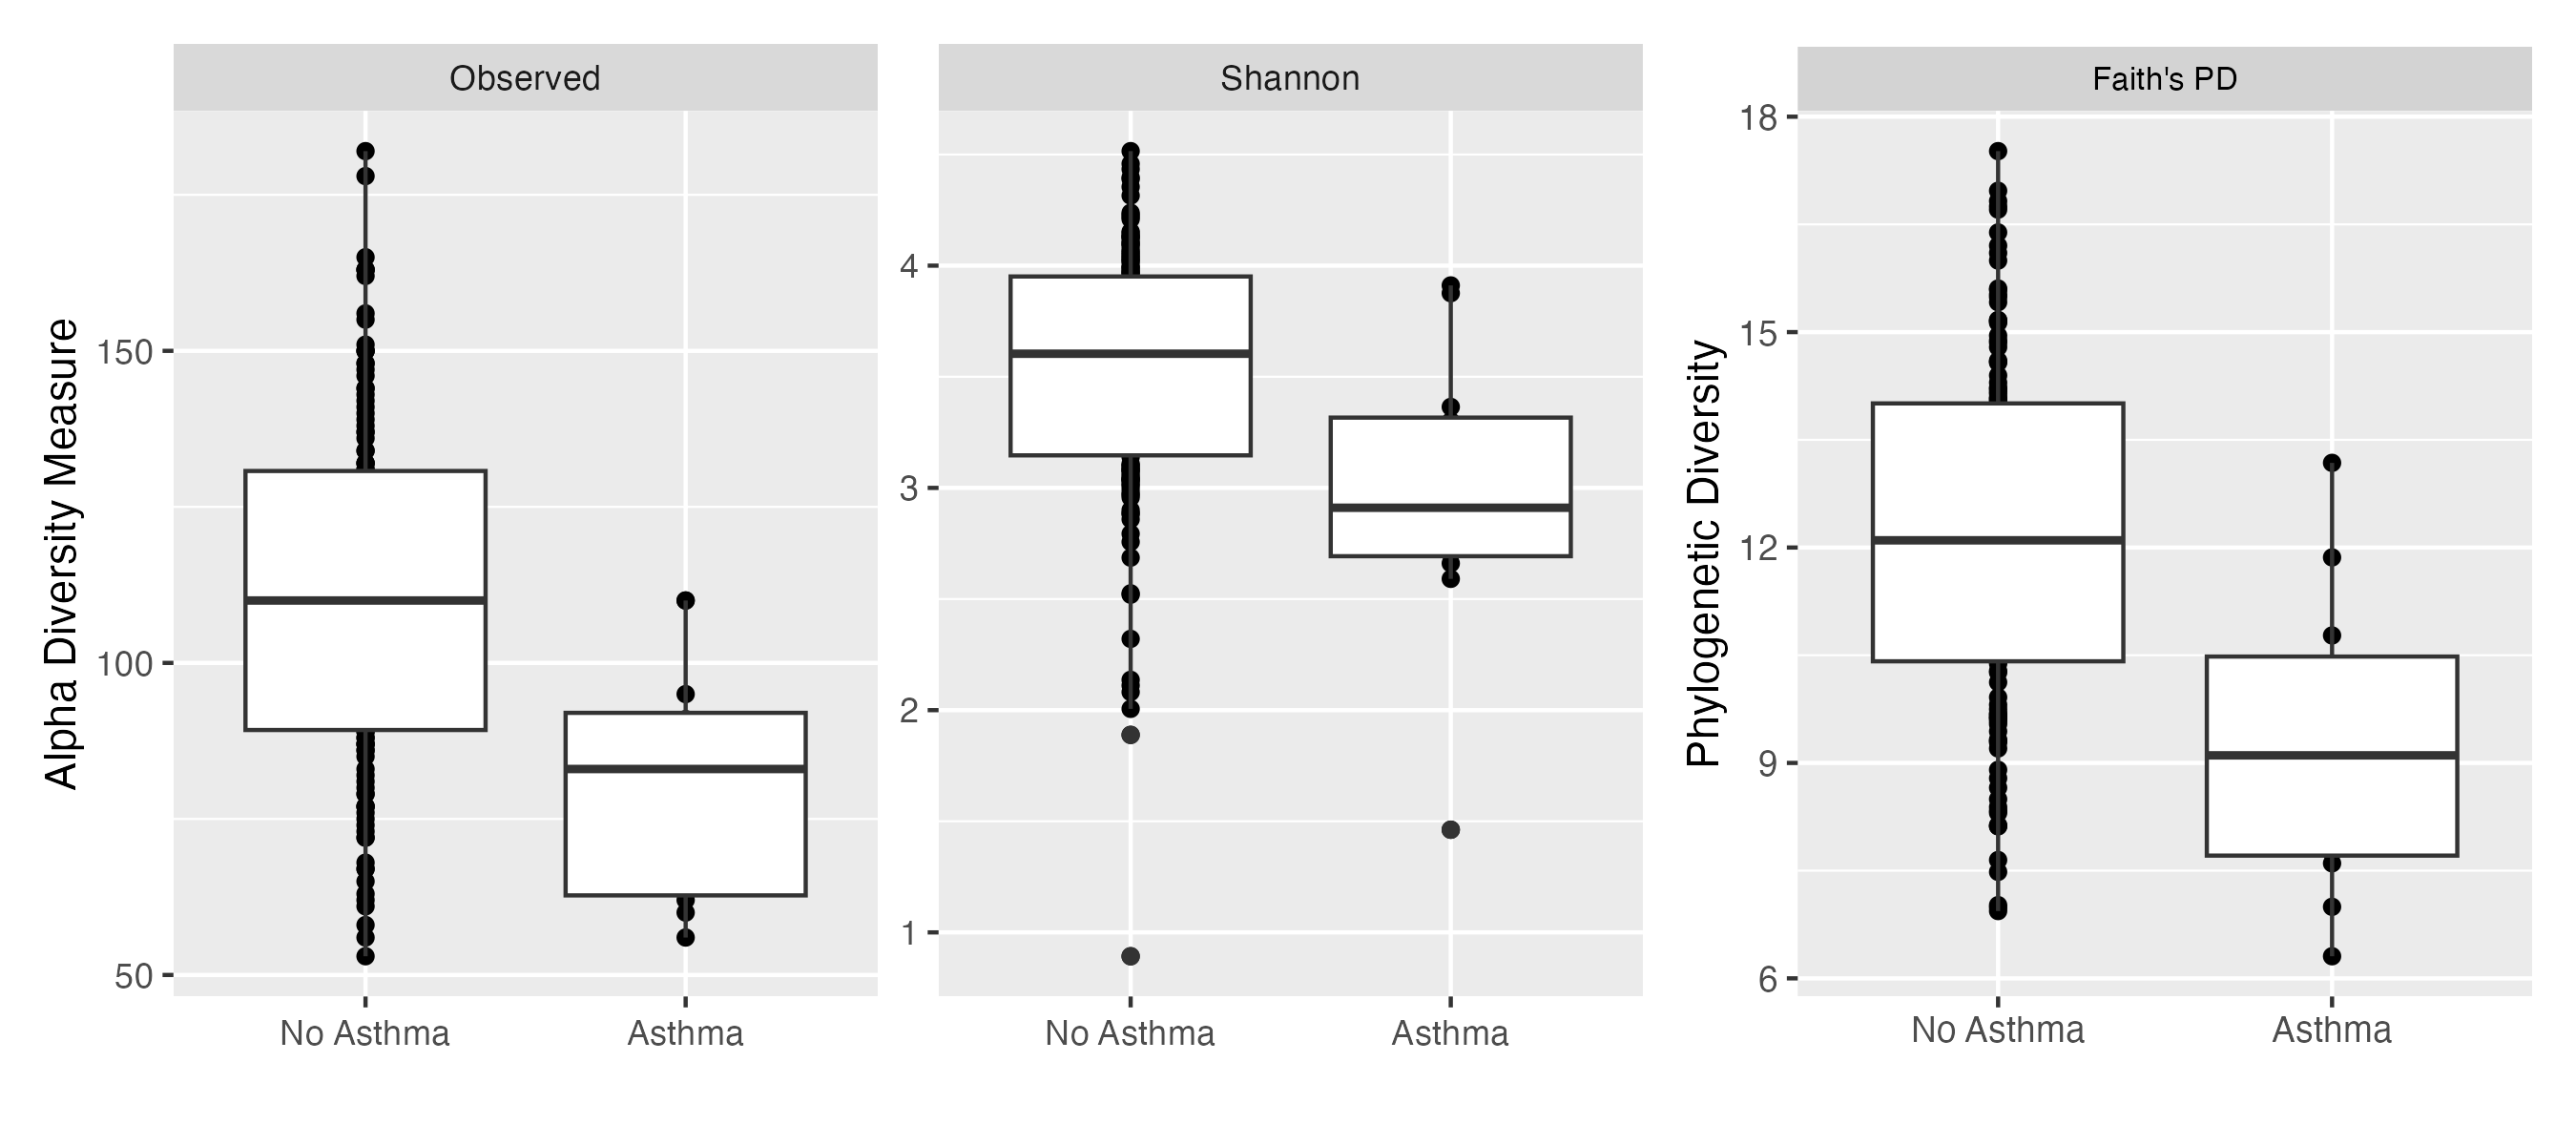 Observed
Shannon
Faith's PD
Alpha Diversity Measure
150
100
50
No Asthma
Asthma
4
3
2
1
No Asthma
Asthma
Phylogenetic Diversity
18
15
12
9
6
No Asthma
Asthma